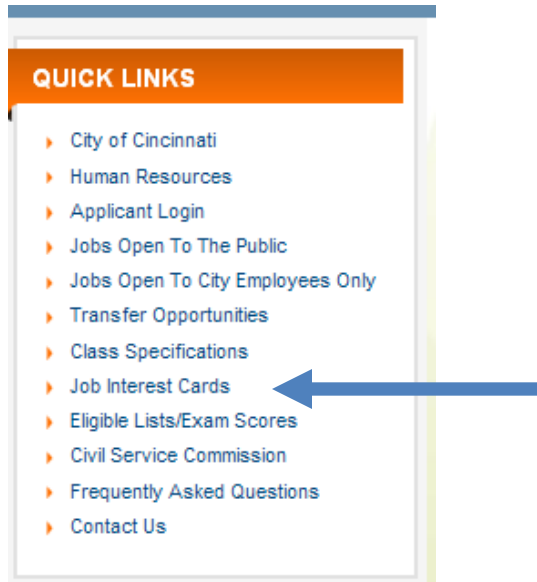 QUICK LINKS
City of Cincinnati
Human Resources
Applicant Login
Jobs Open To The Public
Jobs Open To City Employees Only
Transfer Opportunities
Class Specifications
Job Interest Cards
Eligible Lists/Exam Scores
Civil Service Commission
Frequently Asked Questions
Contact Us